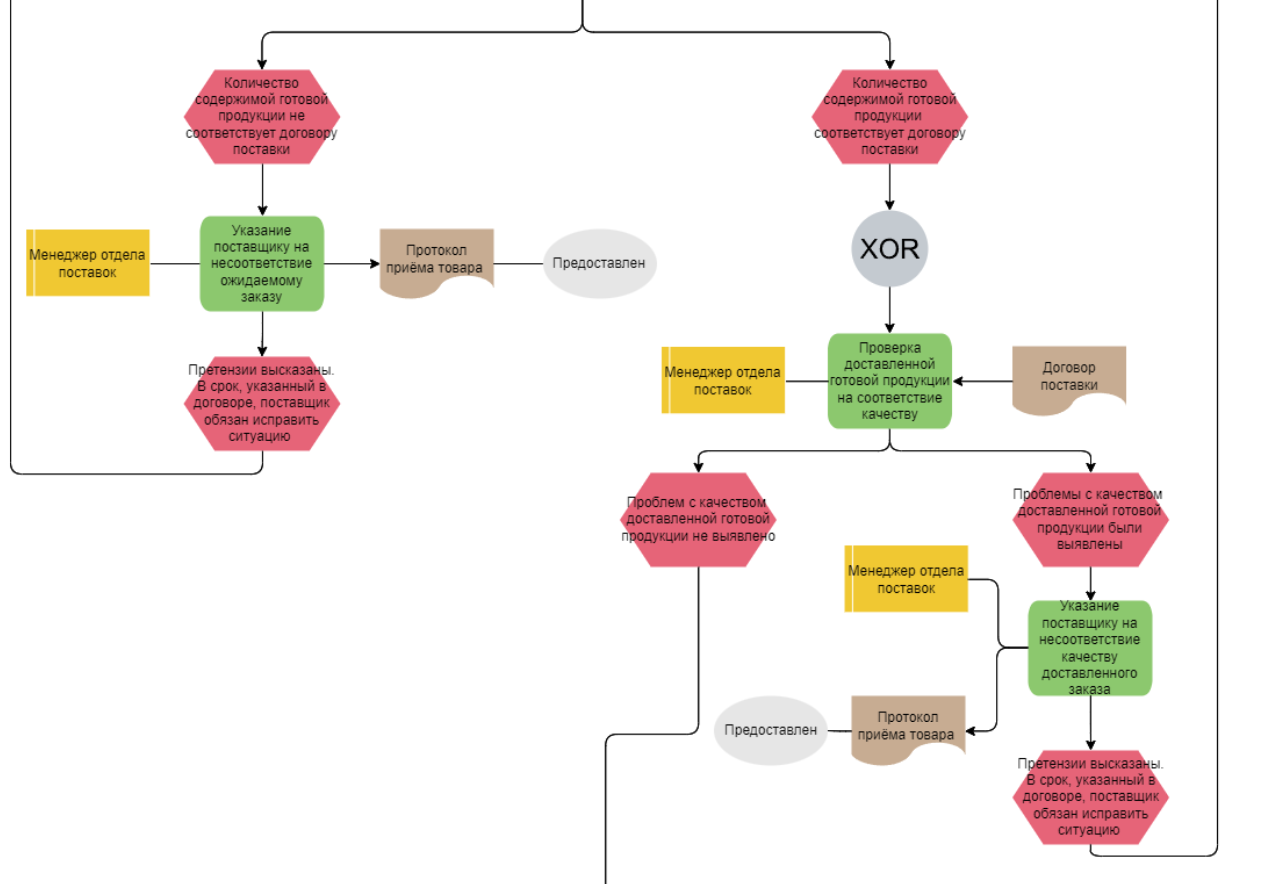 Количество
содержимой готовой
продукции не
соответствует договору
поставки
Количество
содержимой готовой
продукции
соответствует договору
поставки
Менеджер отдела
поставок
Указание
поставщику на
несоответствие
ожидаемому
заказу
Протокол
приёма товара
Предоставлен
XOR
Претензии высказаны.
В срок, указанный в
договоре, поставщик
обязан исправить
ситуацию
Менеджер отдела
поставок
Проверка
доставленной
готовой продукции
на соответствие
качеству
Договор
поставки
Проблем с качеством
доставленной готовой
продукции не выявлено
Проблемы с качеством
доставленной готовой
продукции были
выявлены
Менеджер отдела
поставок
Указание
поставщику на
несоответствие
качеству
доставленного
заказа
Предоставлен
Протокол
приёма товара
Претензии высказаны.
В срок, указанный в
договоре, поставщик
обязан исправить
ситуацию